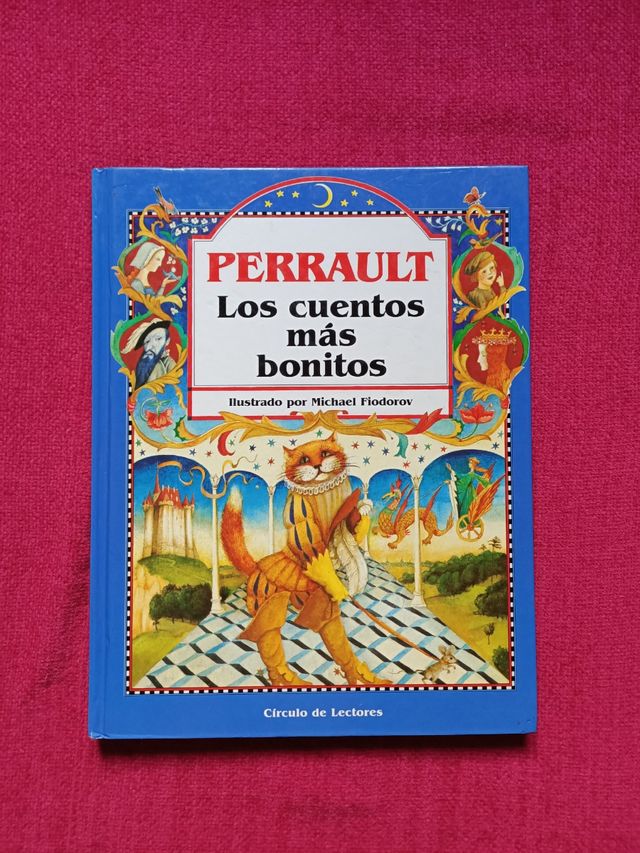 PERRAULT
Los cuentos
más
bonitos
Ilustrado por Michael Fiodorov
Círculo de Lectores